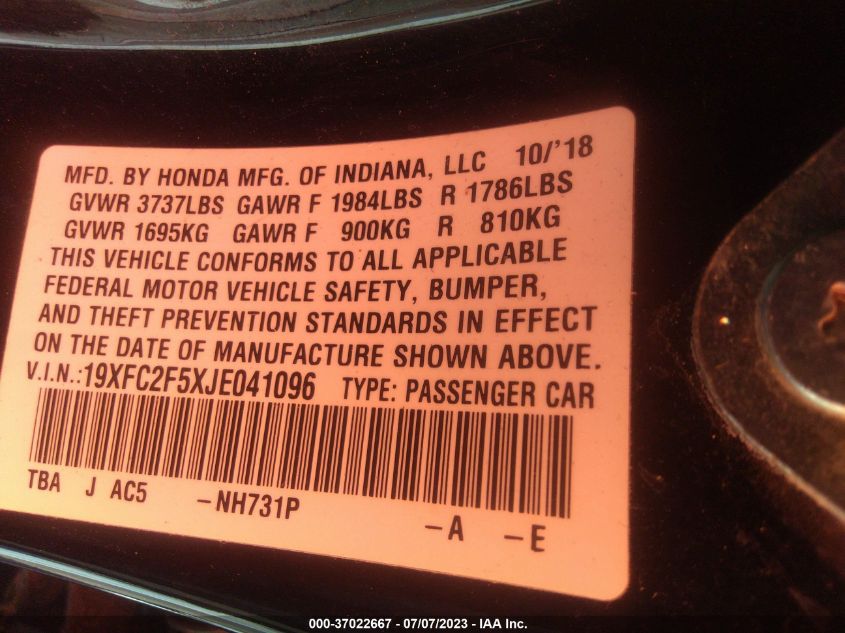 MFD. BY HONDA MFG. OF INDIANA, LLC 10/'18
GVWR 3737LBS GAWR F 1984LBS R 1786LBS
GVWR 1695KG GAWR F 900KG R 810KG
THIS VEHICLE CONFORMS TO ALL APPLICABLE
FEDERAL MOTOR VEHICLE SAFETY, BUMPER,
AND THEFT PREVENTION STANDARDS IN EFFECT
ON THE DATE OF MANUFACTURE SHOWN ABOVE.
V.I.N.:19XFC2F5XJE041096 TYPE: PASSENGER CAR
TBA J AC5 -NH731P -A -E
000-37022667 - 07/07/2023 - IAA Inc.